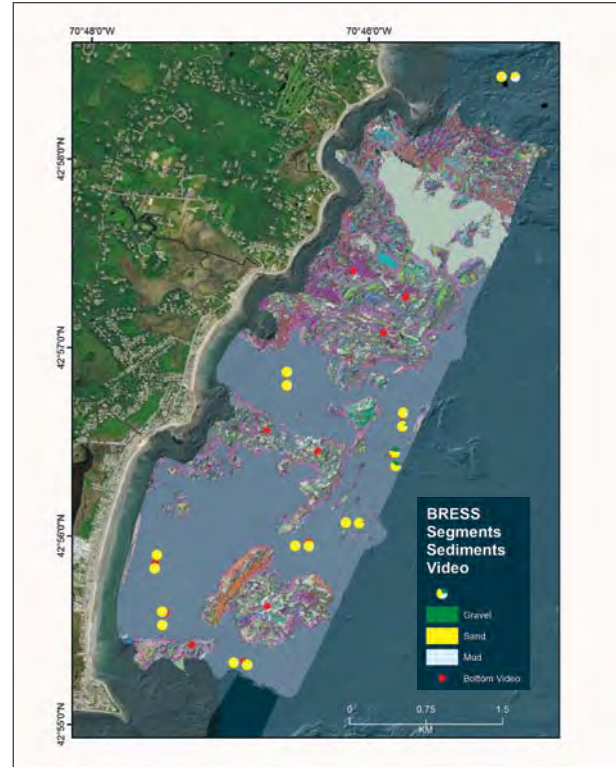 70°48'0"W
70°46'0"W
42°58'0"N
42°57'0"N
42°56'0"N
42°55'0"N
BRESS
Segments
Sediments
Video
Gravel
Sand
Mud
Bottom Video
0
0.75
1.5
KM